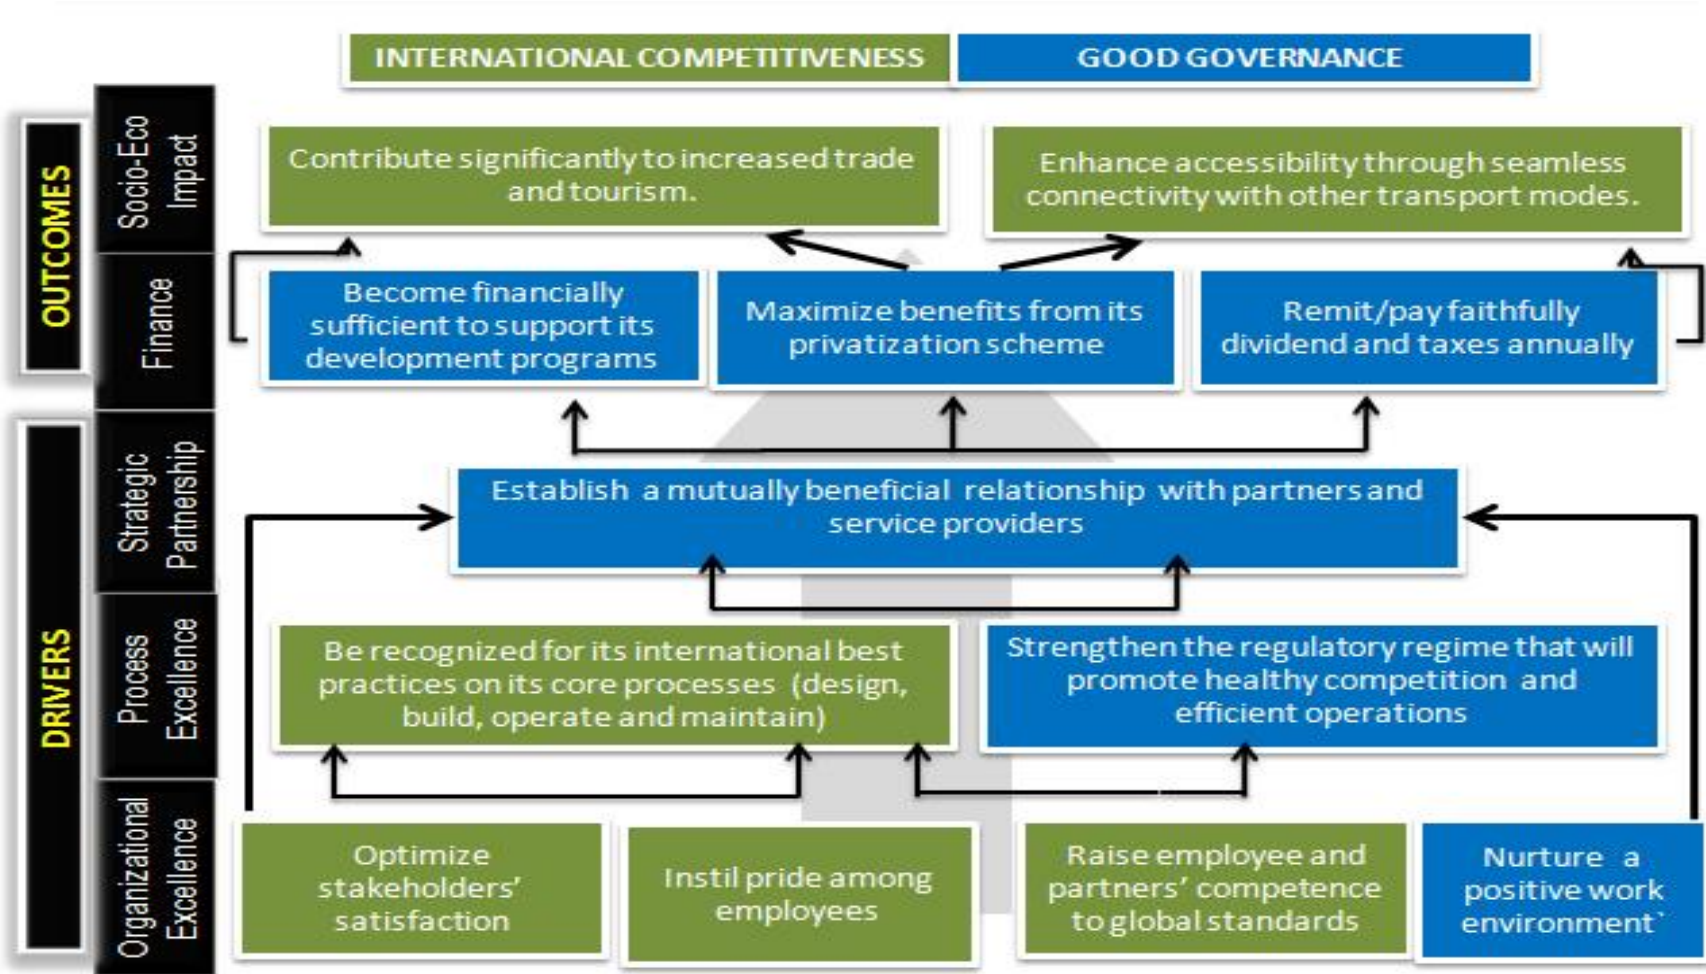 INTERNATIONAL COMPETITIVENESS
GOOD GOVERNANCE
OUTCOMES
Socio-Eco
Impact
Contribute significantly to increased trade
and tourism.
Enhance accessibility through seamless
connectivity with other transport modes.
Finance
Become financially
sufficient to support its
development programs
Maximize benefits from its
privatization scheme
Remit/pay faithfully
dividend and taxes annually
DRIVERS
Strategic
Partnership
Establish a mutually beneficial relationship with partners and
service providers
Process
Excellence
Be recognized for its international best
practices on its core processes (design,
build, operate and maintain)
Strengthen the regulatory regime that will
promote healthy competition and
efficient operations
Organizational
Excellence
Optimize
stakeholders’
satisfaction
Instil pride among
employees
Raise employee and
partners’ competence
to global standards
Nurture a
positive work
environment`